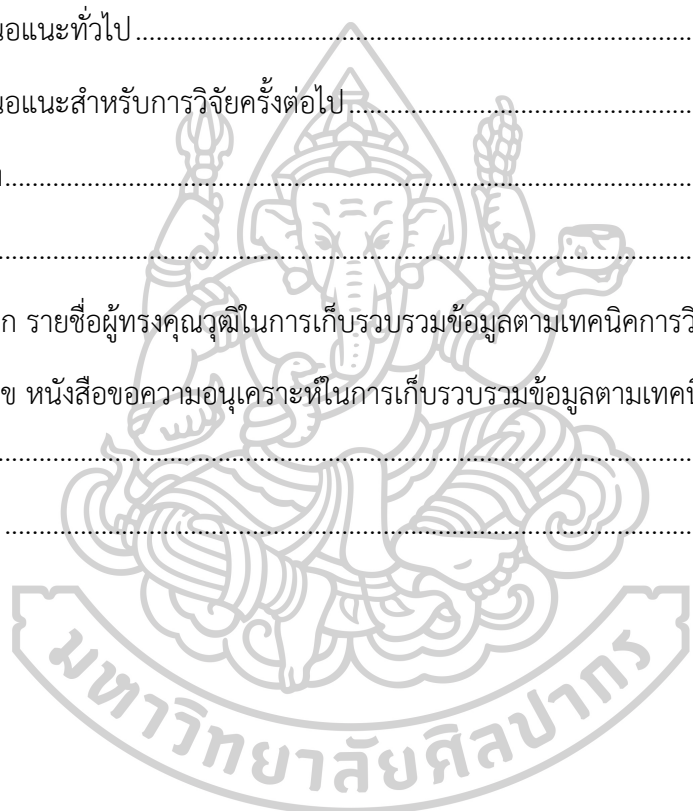 นอแนะทั่วไป
นอแนะสำหรับการวิจัยครั้งต่อไป
ก รายชื่อผู้ทรงคุณวุฒิในการเก็บรวบรวมข้อมูลตามเทคนิคการวิ
ข หนังสือขอความอนุเคราะห์ในการเก็บรวบรวมข้อมูลตามเทคนิ
มหาวิทยาลัยศิลปากร